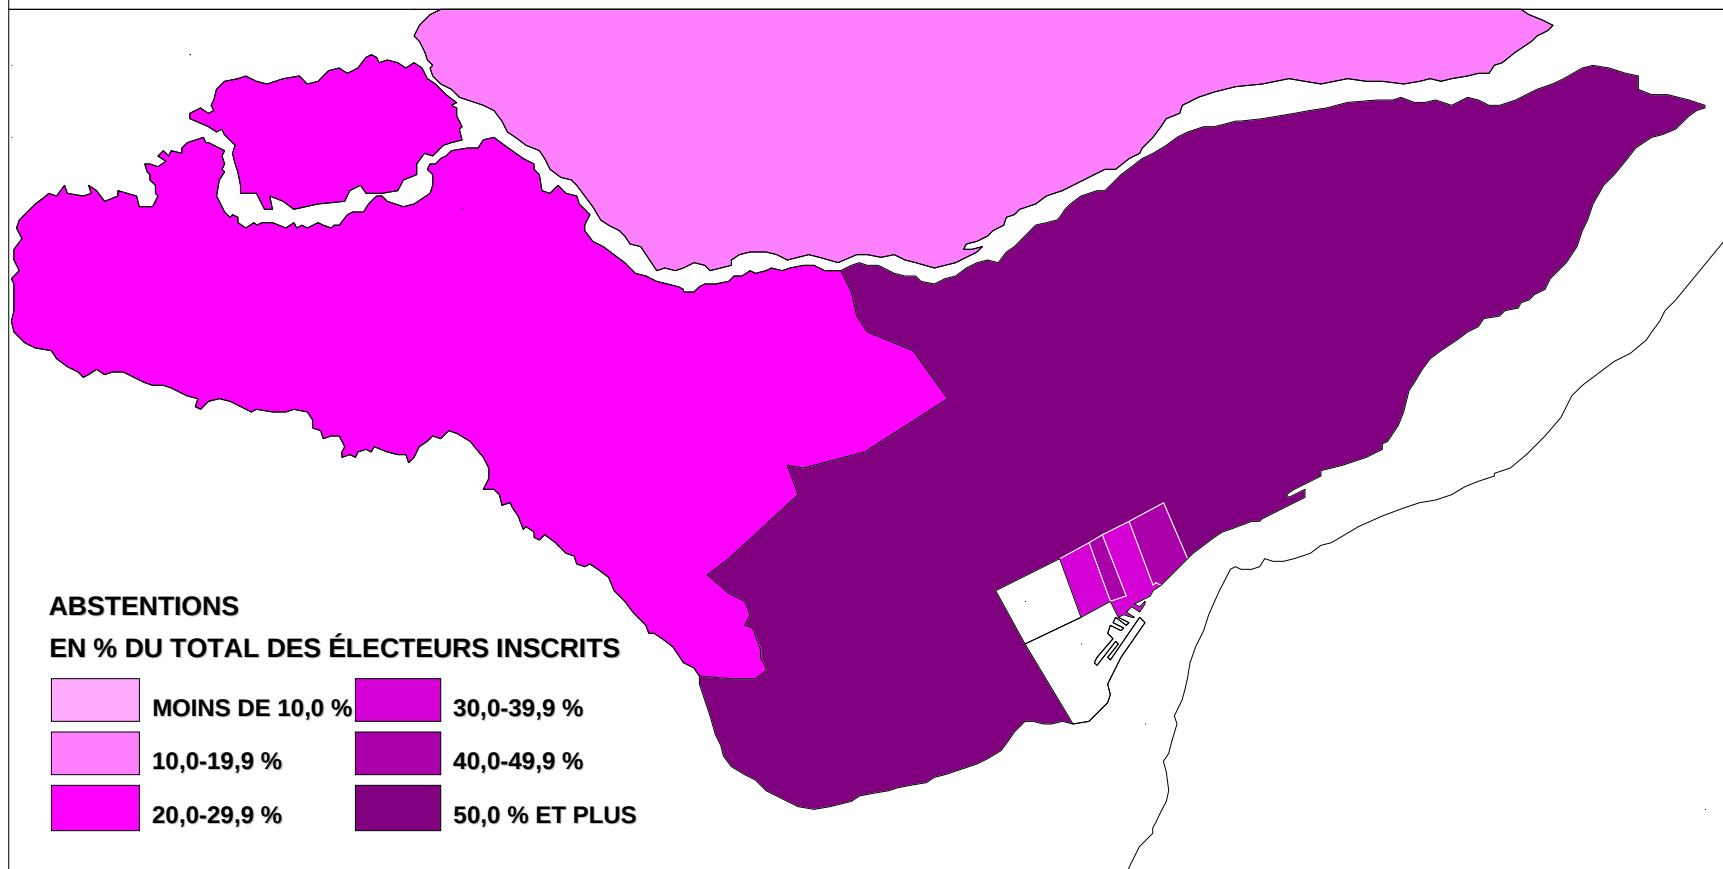 ABSTENTIONS
EN % DU TOTAL DES ÉLECTEURS INSCRITS
MOINS DE 10,0 %
10,0-19,9 %
20,0-29,9 %
30,0-39,9 %
40,0-49,9 %
50,0 % ET PLUS